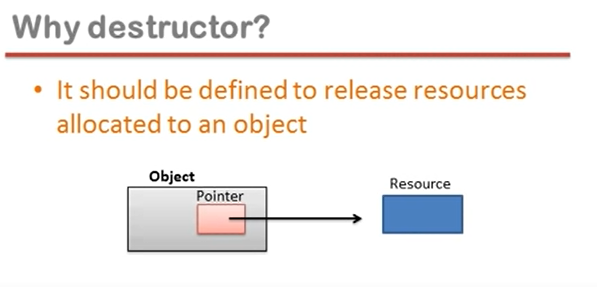 Why destructor?
• It should be defined to release resources
allocated to an object
Object
Pointer
Resource